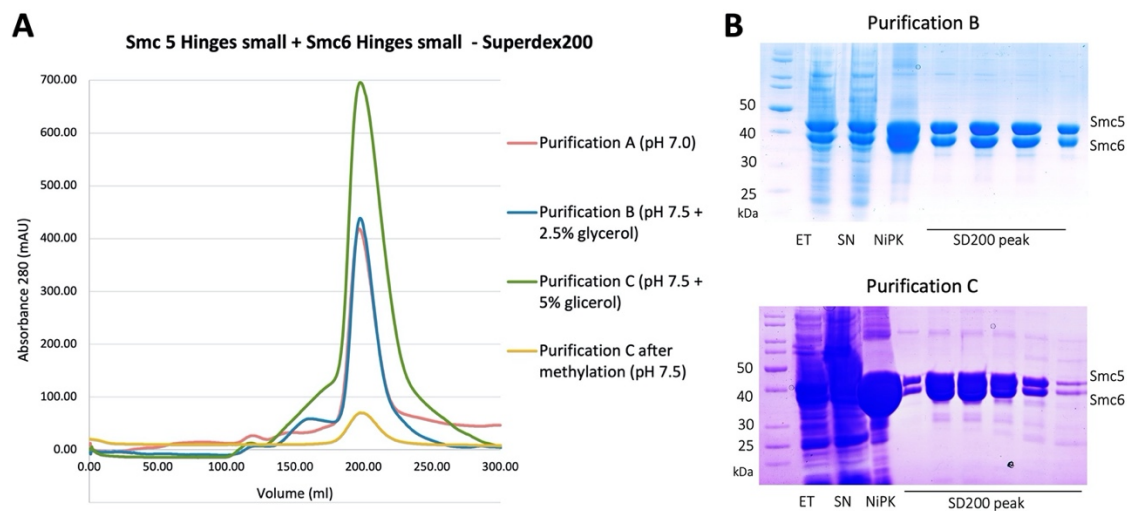 A
Smc 5 Hinges small + Smc6 Hinges small - Superdex200
700.00
600.00
500.00
400.00
300.00
200.00
100.00
0.00
0.00 50.00 100.00 150.00 200.00 250.00 300.00
Absorbance 280 (mAU)
Volume (ml)
Purification A (pH 7.0)
Purification B (pH 7.5 +
2.5% glycerol)
Purification C (pH 7.5 +
5% glicerol)
Purification C after
methylation (pH 7.5)
B
Purification B
50
40
30
25
kDa
Smc5
Smc6
ET SN NiPK SD200 peak
Purification C
50
40
30
25
kDa
Smc5
Smc6
ET SN NiPK SD200 peak